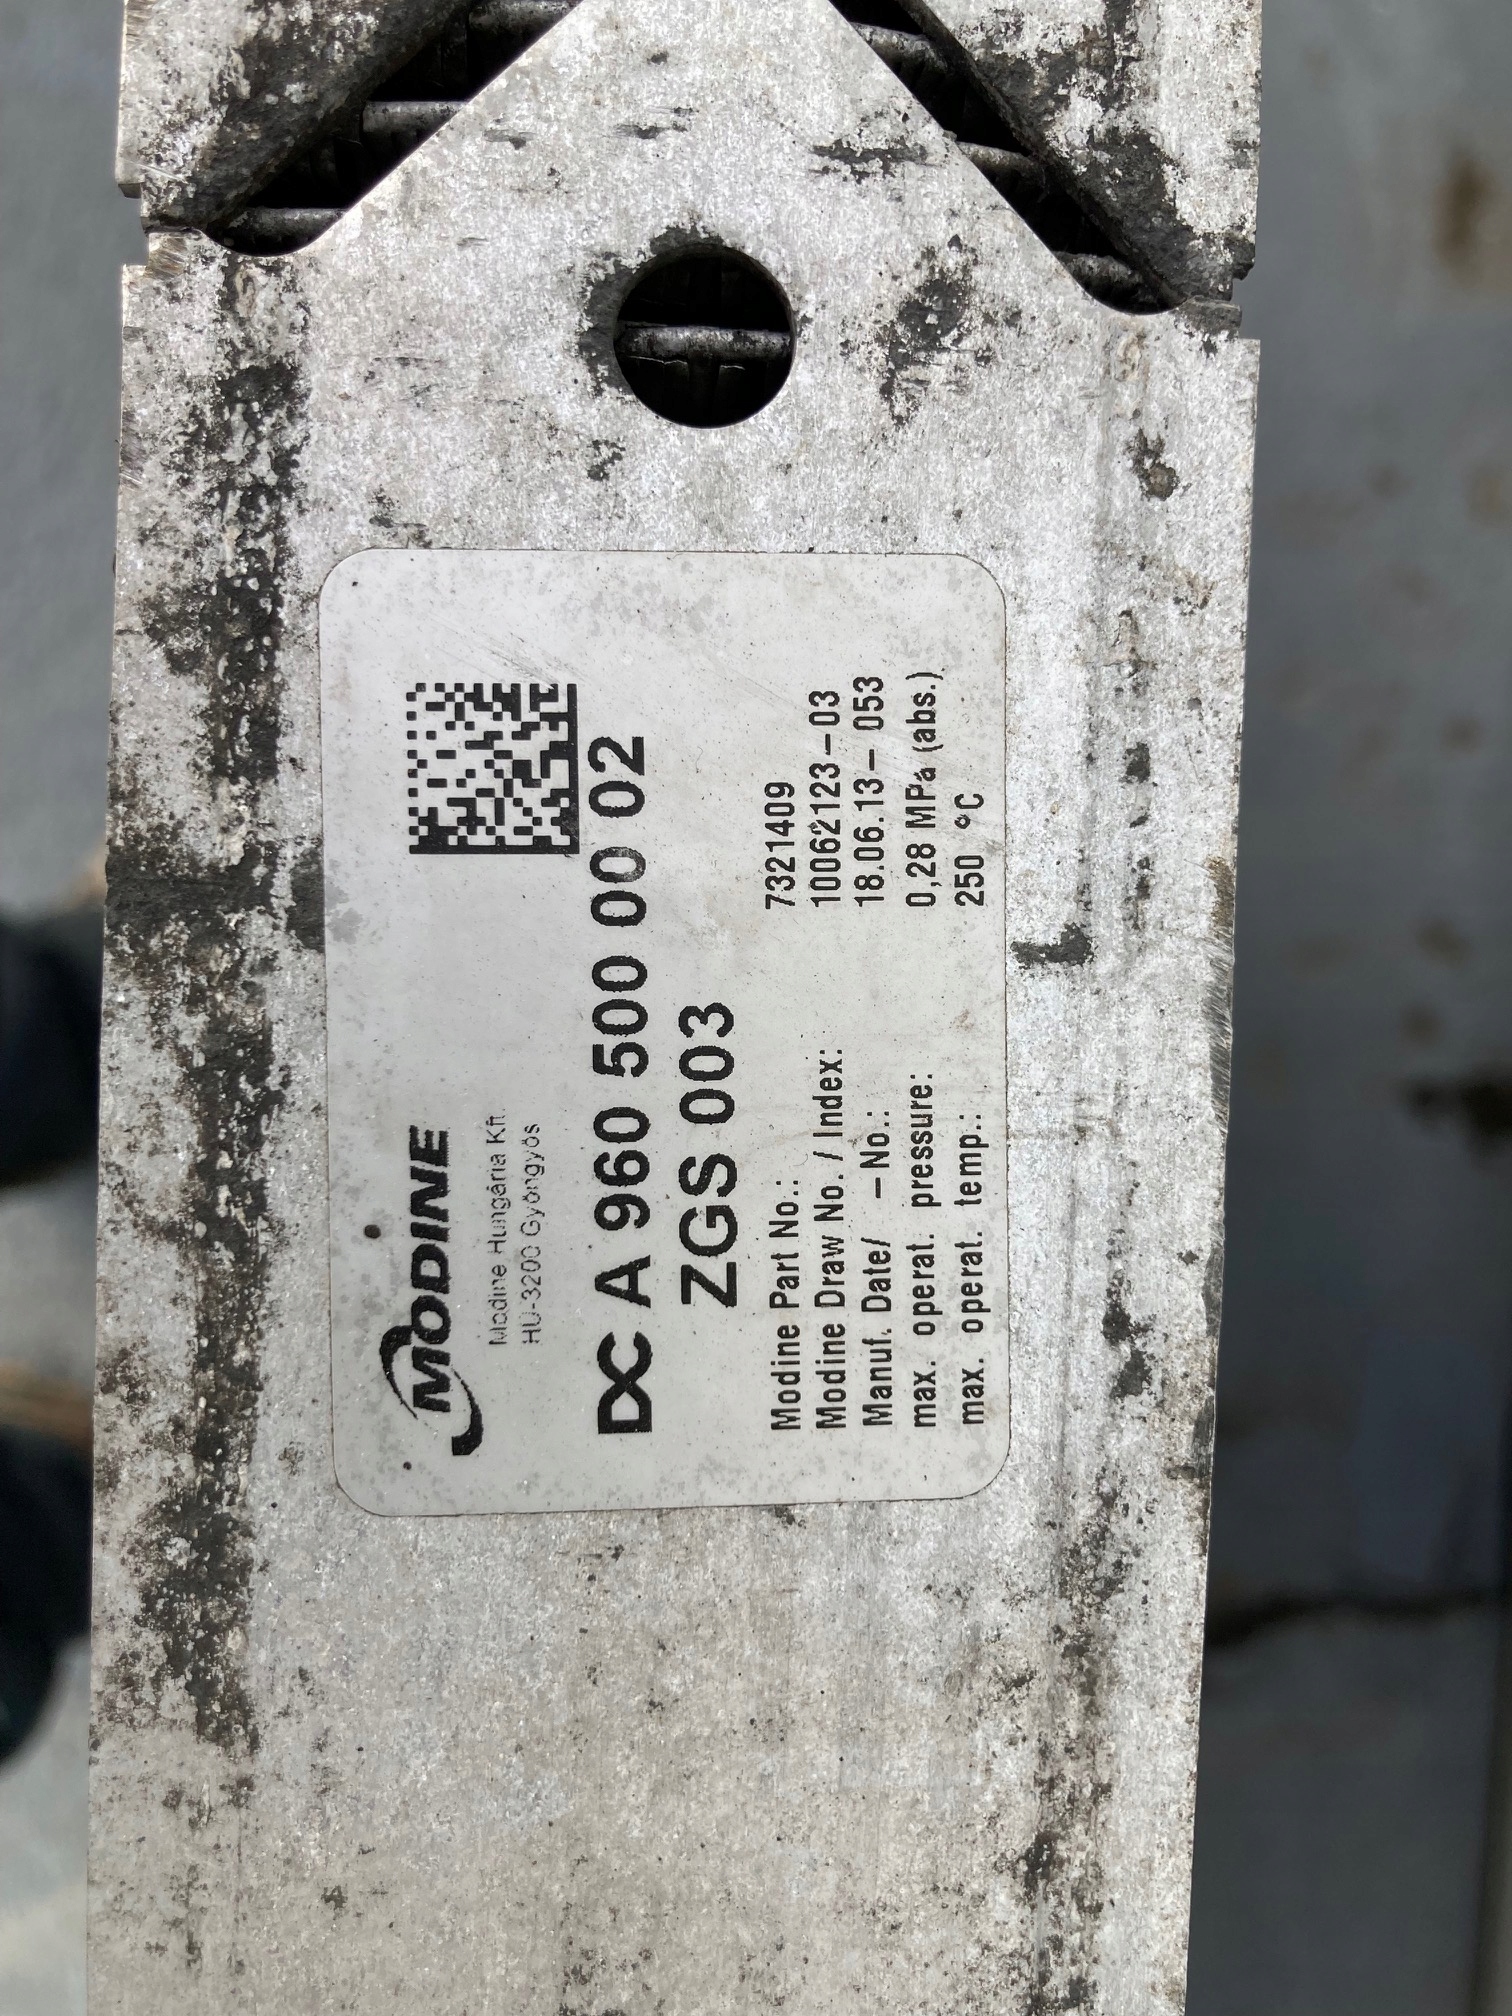 MODINE
Modine Hungária Kft.
HU-3200 Gyöngyös
DC A 960 500 00 02
ZGS 003
Modine Part No.: 7321409
Modine Draw No. / Index: 10062123-03
Manuf. Date/ -No.: 18.06.13-053
max. operat. pressure: 0,28 MPa (abs.)
max. operat. temp.: 250 °C